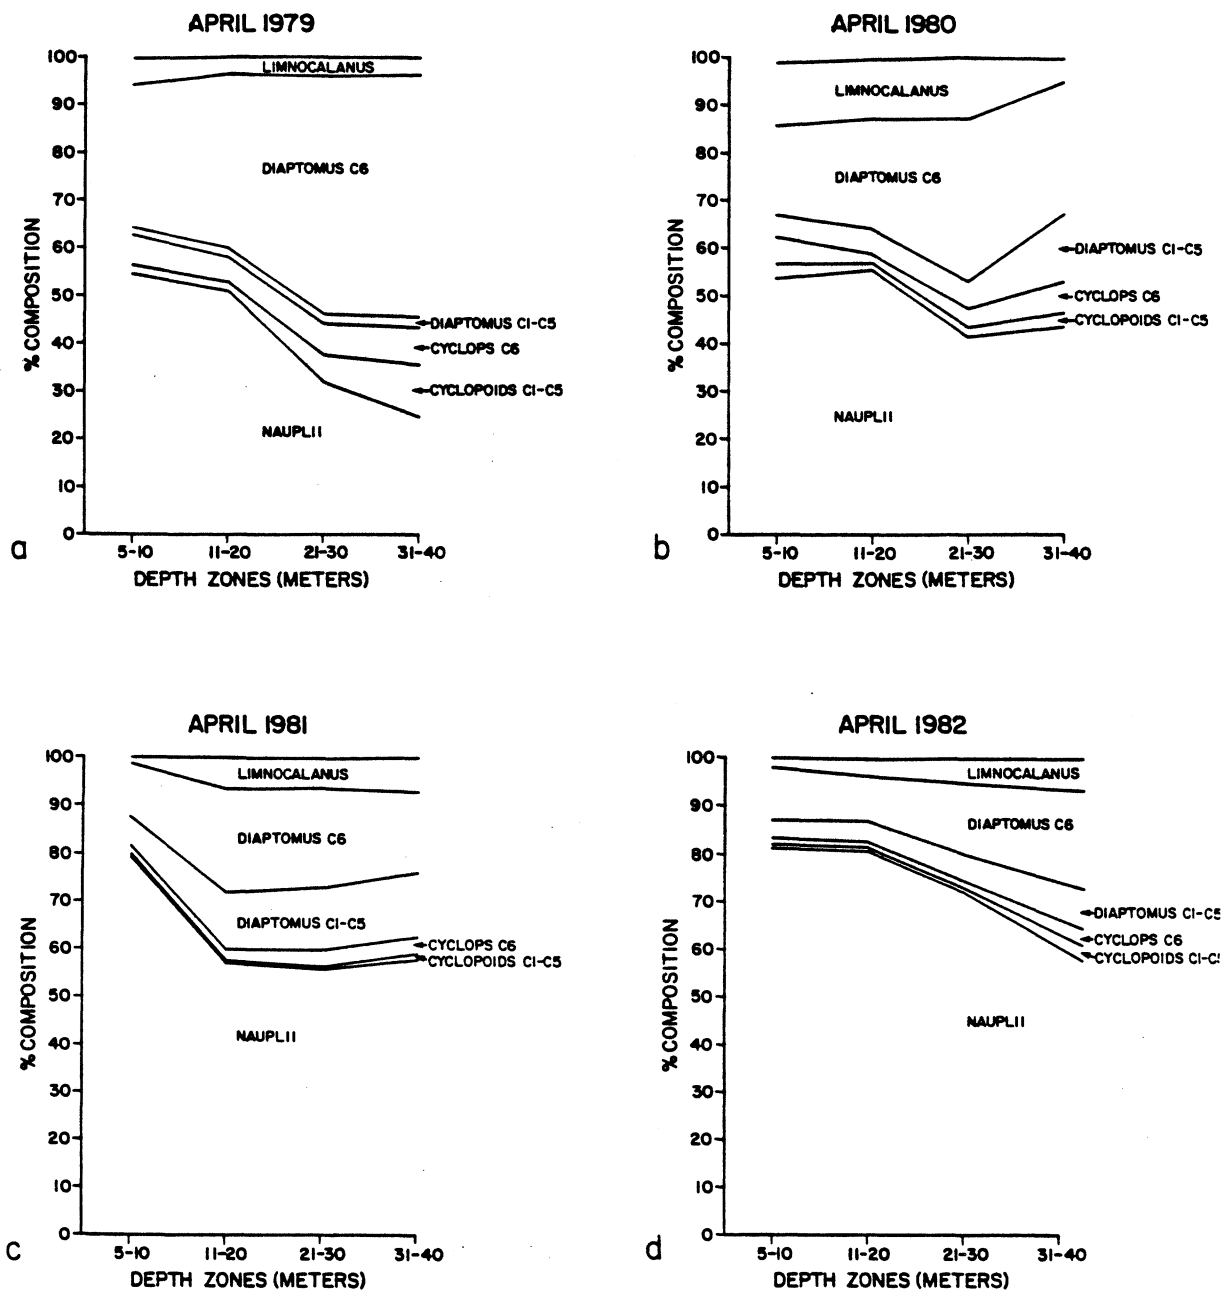 APRIL 1979
100
90
80
70
60
50
40
30
20
10
0
% COMPOSITION
LIMNOCALANUS
DIAPTOMUS C6
DIAPTOMUS C1-C5
CYCLOPS C6
CYCLOPOIDS C1-C5
NAUPLII
5-10 11-20 21-30 31-40
DEPTH ZONES (METERS)
a
APRIL 1980
100
90
80
70
60
50
40
30
20
10
0
% COMPOSITION
LIMNOCALANUS
DIAPTOMUS C6
DIAPTOMUS C1-C5
CYCLOPS C6
CYCLOPOIDS C1-C5
NAUPLII
5-10 11-20 21-30 31-40
DEPTH ZONES (METERS)
b
APRIL 1981
100
90
80
70
60
50
40
30
20
10
0
% COMPOSITION
LIMNOCALANUS
DIAPTOMUS C6
DIAPTOMUS C1-C5
CYCLOPS C6
CYCLOPOIDS C1-C5
NAUPLII
5-10 11-20 21-30 31-40
DEPTH ZONES (METERS)
c
APRIL 1982
100
90
80
70
60
50
40
30
20
10
0
% COMPOSITION
LIMNOCALANUS
DIAPTOMUS C6
DIAPTOMUS C1-C5
CYCLOPS C6
CYCLOPOIDS C1-C5
NAUPLII
5-10 11-20 21-30 31-40
DEPTH ZONES (METERS)
d